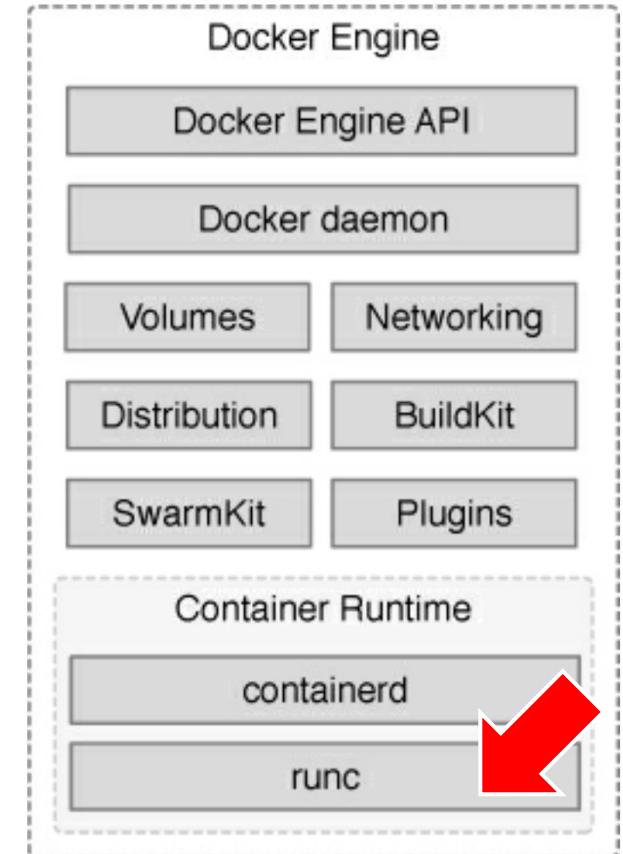 Docker Engine
Docker Engine API
Docker daemon
Volumes
Networking
Distribution
BuildKit
SwarmKit
Plugins
Container Runtime
containerd
runc